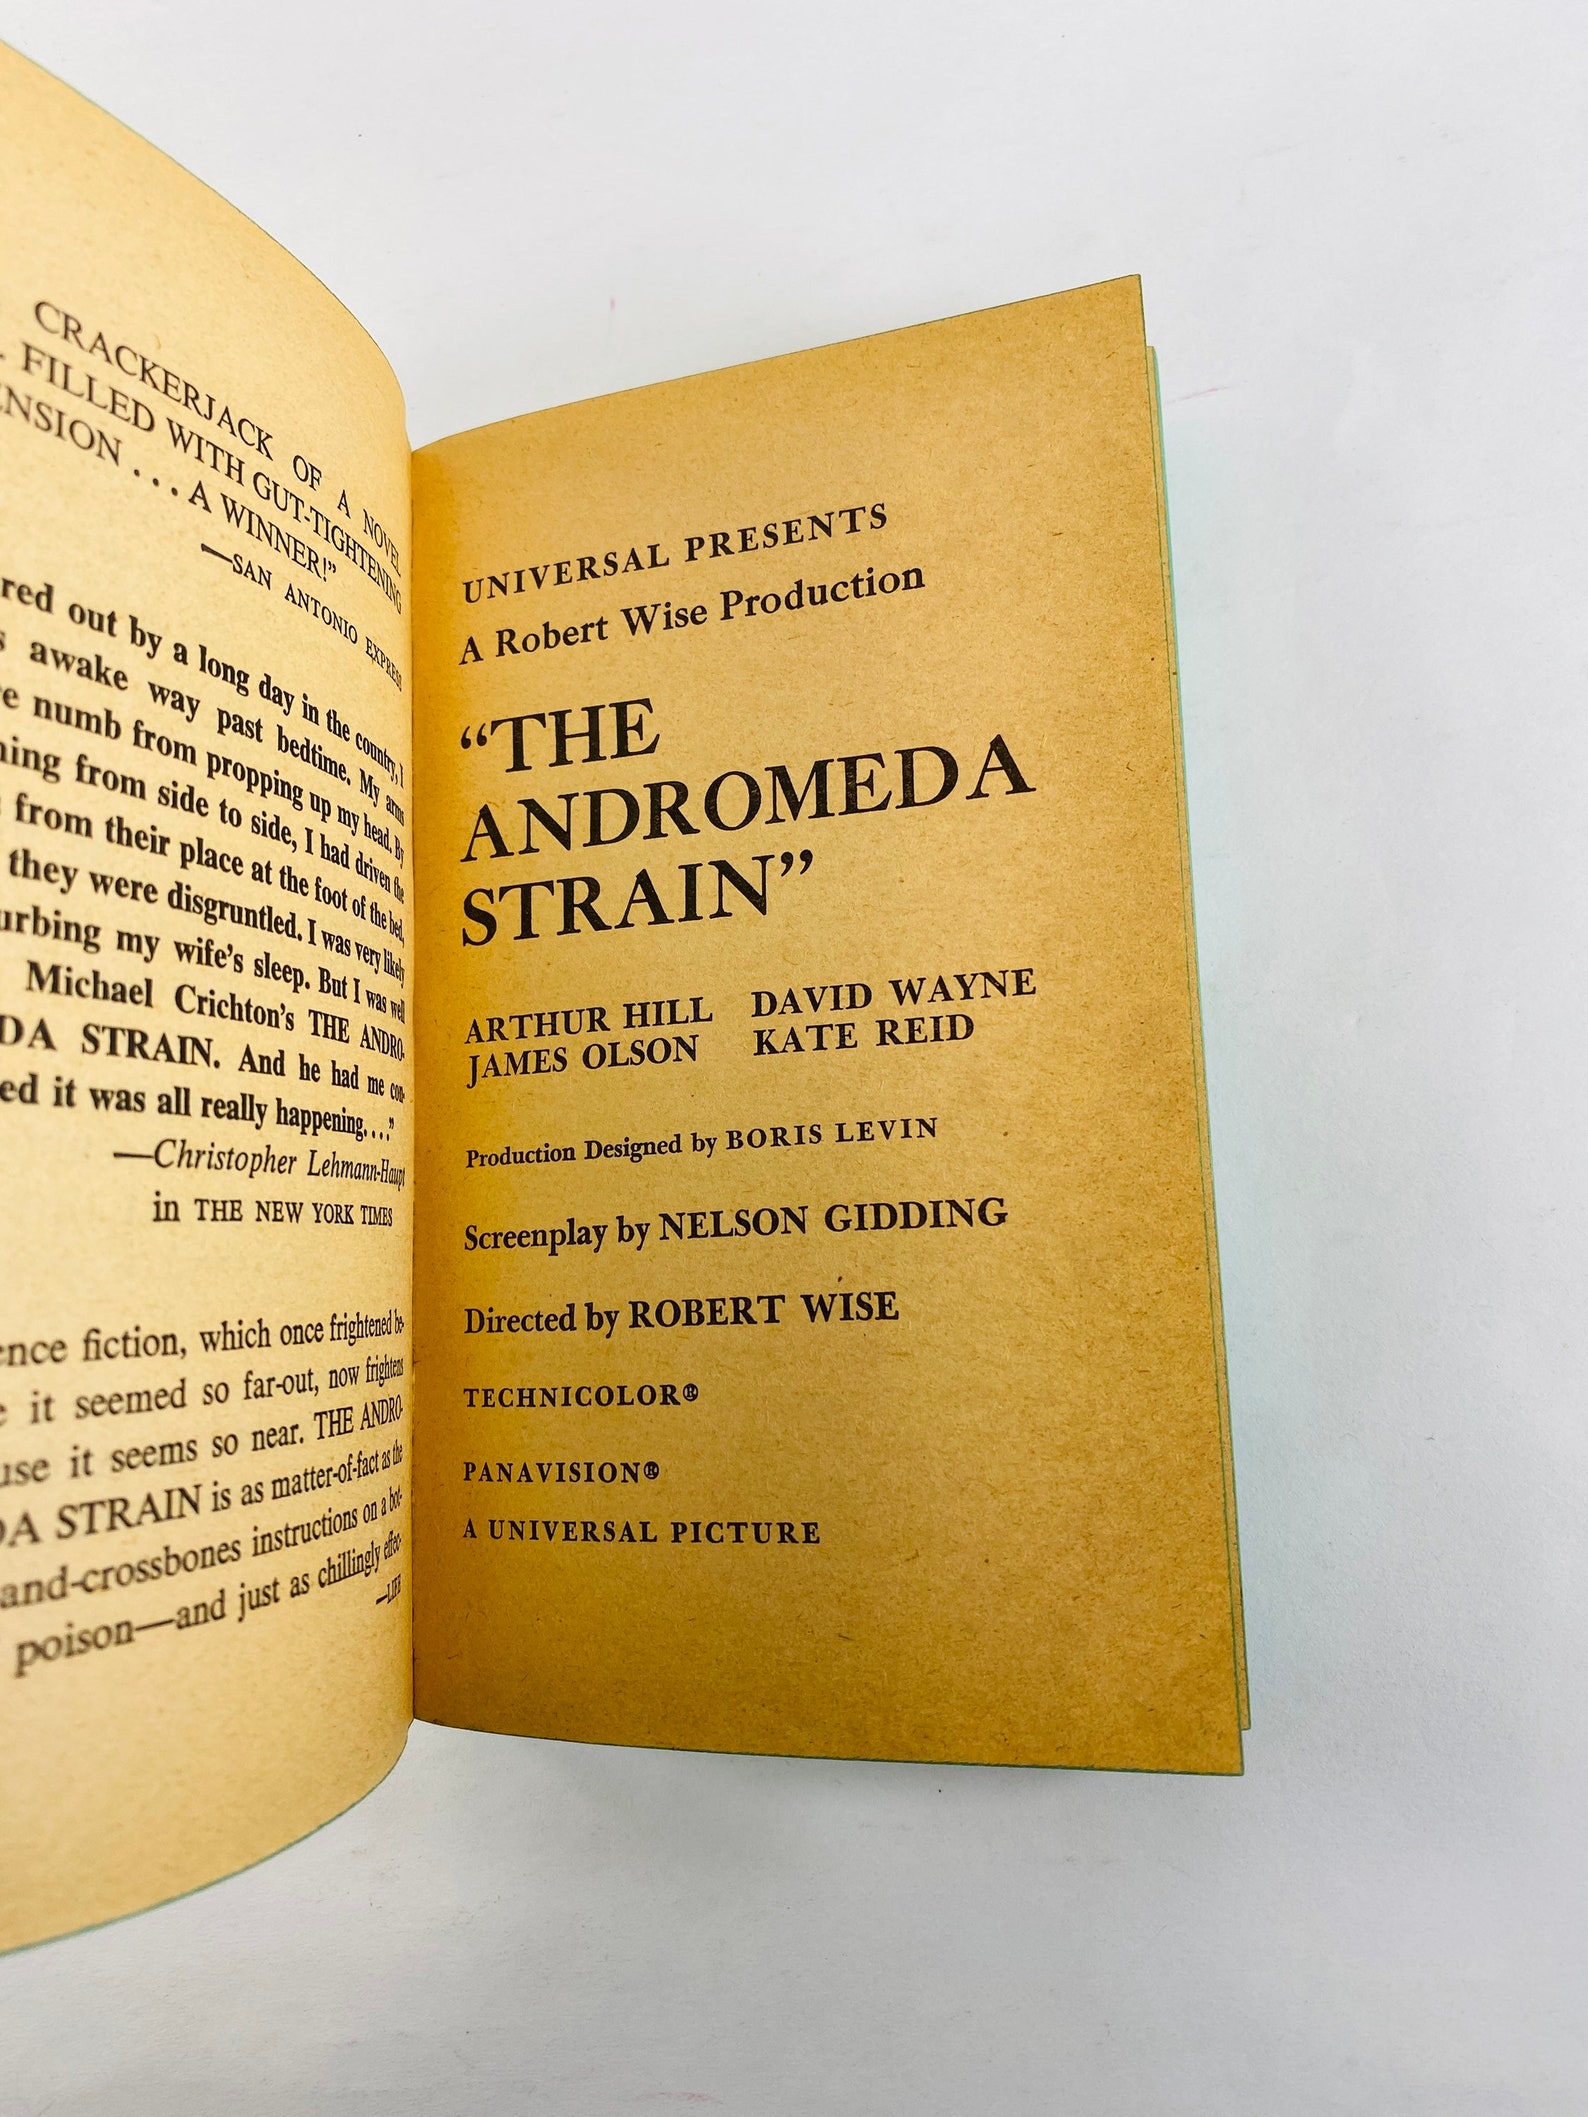 CRACKERJACK OF A NOVEL
FILLED WITH GUT-TIGHTENING
ENSION . . . A WINNER!”
—SAN ANTONIO EXPRESS
red out by a long day in the country, I
s awake way past bedtime. My arms
e numb from propping up my head. By
ning from side to side, I had driven the
from their place at the foot of the bed,
they were disgruntled. I was very likely
urbing my wife’s sleep. But I was well
Michael Crichton’s THE ANDRO-
DA STRAIN. And he had me con-
ed it was all really happening. . . .”
—Christopher Lehmann-Haupt
in THE NEW YORK TIMES
ence fiction, which once frightened be-
e it seemed so far-out, now frightens
use it seems so near. THE ANDRO-
DA STRAIN is as matter-of-fact as the
and-crossbones instructions on a bot-
poison—and just as chillingly effec-
—LIFE
UNIVERSAL PRESENTS
A Robert Wise Production
“THE
ANDROMEDA
STRAIN”
ARTHUR HILL DAVID WAYNE
JAMES OLSON KATE REID
Production Designed by BORIS LEVIN
Screenplay by NELSON GIDDING
Directed by ROBERT WISE
TECHNICOLOR®
PANAVISION®
A UNIVERSAL PICTURE